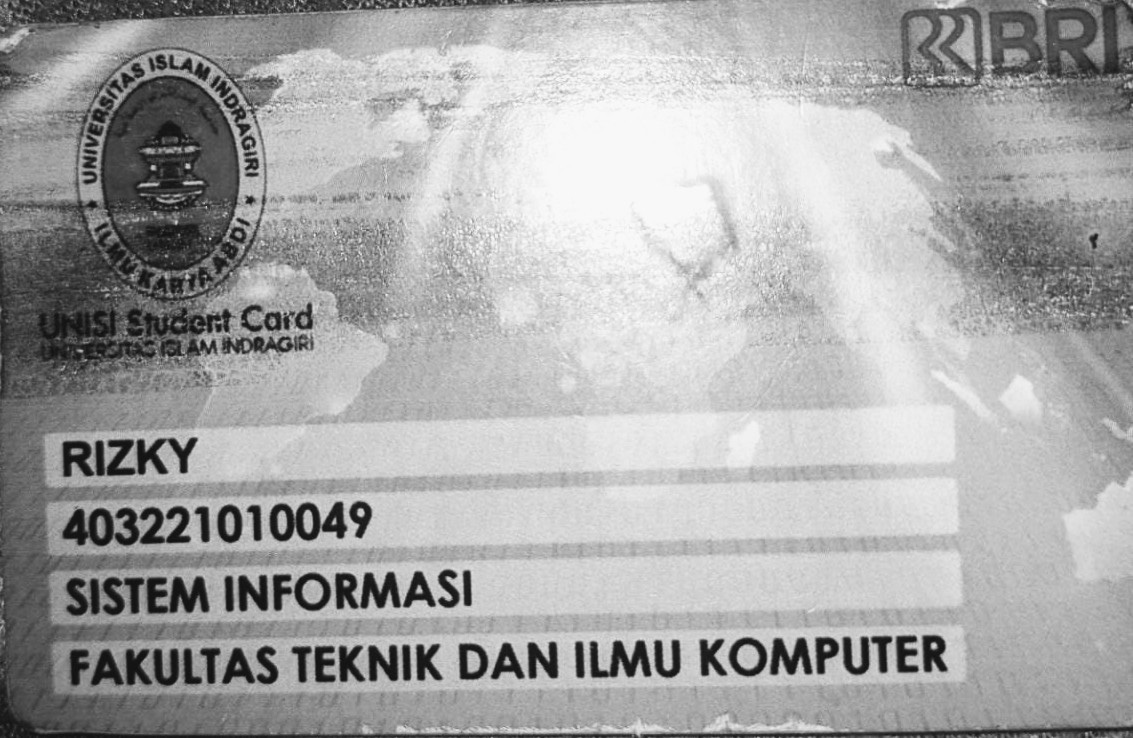 BRI
UNIVERSITAS ISLAM INDRAGIRI
ILMU KARYA ABDI
UNISI Student Card
UNIVERSITAS ISLAM INDRAGIRI
RIZKY
403221010049
SISTEM INFORMASI
FAKULTAS TEKNIK DAN ILMU KOMPUTER